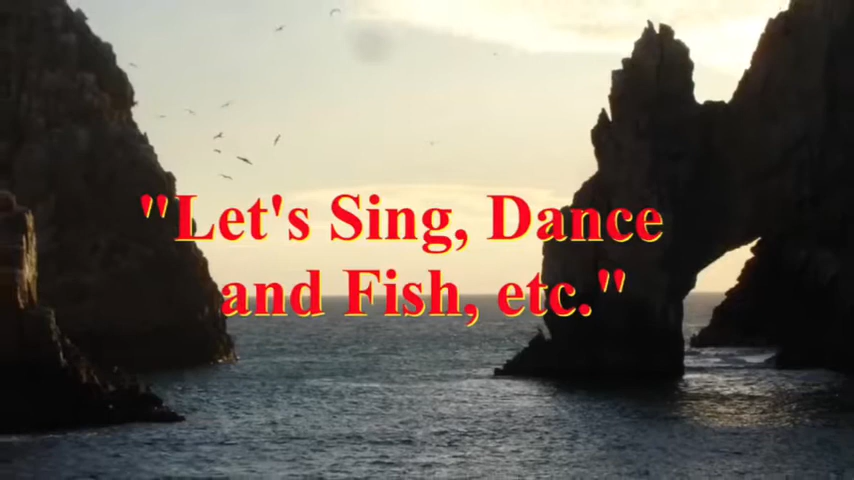 "Let's Sing, Dance
and Fish, etc."